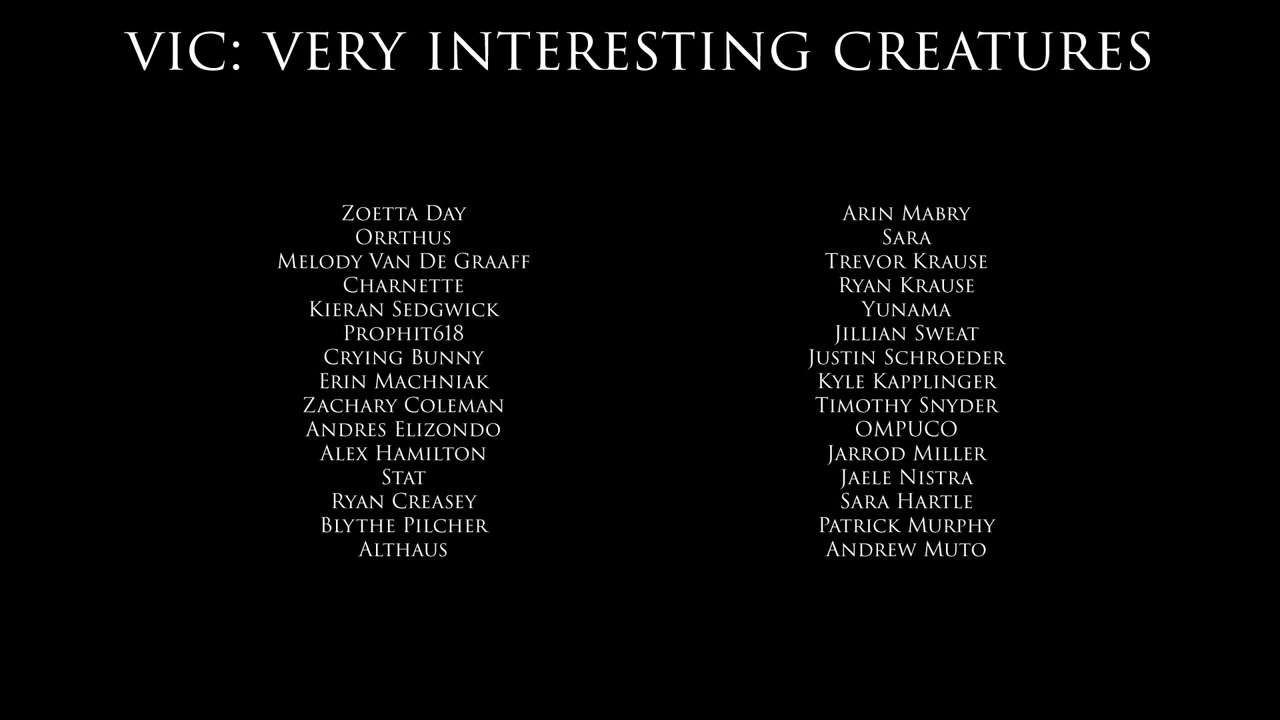 VIC: VERY INTERESTING CREATURES
Zoetta Day
Orrthus
Melody Van De Graaff
Charnette
Kieran Sedgwick
Prophit618
Crying Bunny
Erin Machniak
Zachary Coleman
Andres Elizondo
Alex Hamilton
Stat
Ryan Creasey
Blythe Pilcher
Althaus
Arin Mabry
Sara
Trevor Krause
Ryan Krause
Yunama
Jillian Sweat
Justin Schroeder
Kyle Kapplinger
Timothy Snyder
OMPUCO
Jarrod Miller
Jaele Nistra
Sara Hartle
Patrick Murphy
Andrew Muto